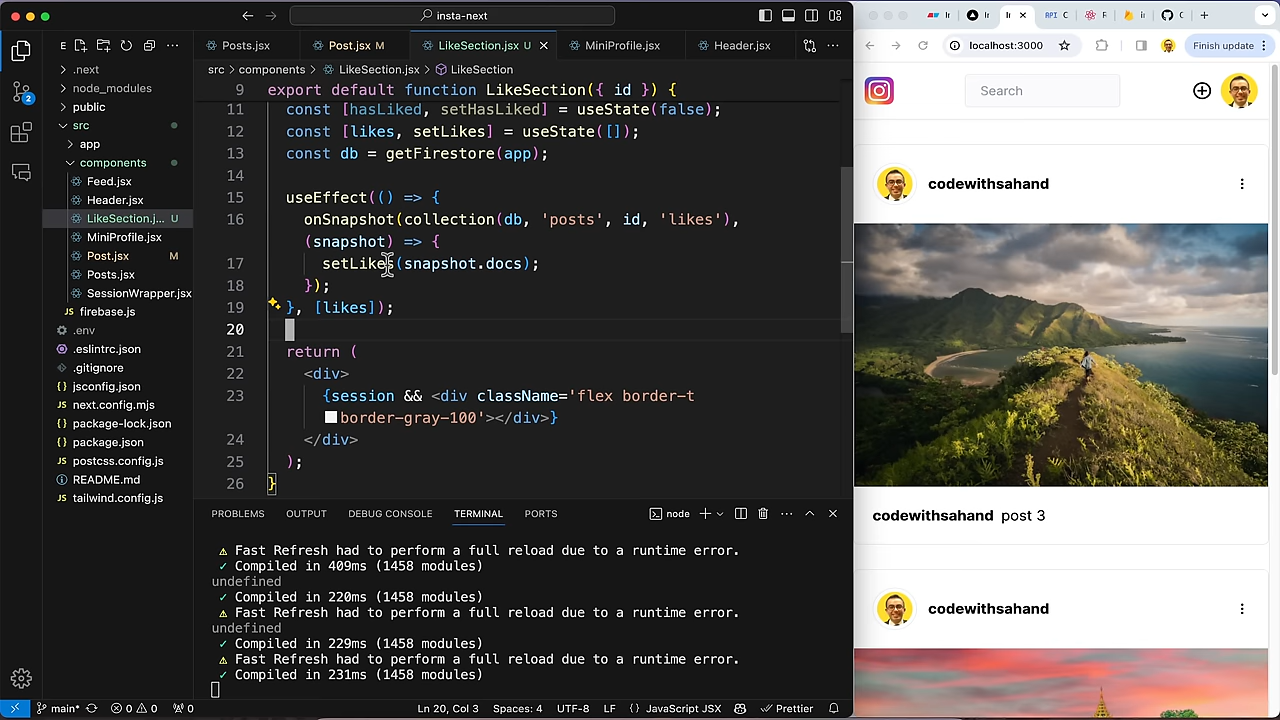 insta-next
E
.next
node_modules
public
src
app
components
Feed.jsx
Header.jsx
LikeSection.j... U
MiniProfile.jsx
Post.jsx M
Posts.jsx
SessionWrapper.jsx
JS firebase.js
.env
.eslintrc.json
.gitignore
{} jsconfig.json
JS next.config.mjs
{} package-lock.json
{} package.json
JS postcss.config.js
README.md
JS tailwind.config.js
2
Posts.jsx Post.jsx M LikeSection.jsx U MiniProfile.jsx Header.jsx
src > components > LikeSection.jsx > LikeSection
9 export default function LikeSection({ id }) {
11 const [hasLiked, setHasLiked] = useState(false);
12 const [likes, setLikes] = useState([]);
13 const db = getFirestore(app);
14
15 useEffect(() => {
16 onSnapshot(collection(db, 'posts', id, 'likes'),
(snapshot) => {
17 setLikes(snapshot.docs);
18 });
19 }, [likes]);
20
21 return (
22 <div>
23 {session && <div className='flex border-t
border-gray-100'></div>}
24 </div>
25 );
26 }
PROBLEMS OUTPUT DEBUG CONSOLE TERMINAL PORTS node
⚠ Fast Refresh had to perform a full reload due to a runtime error.
✓ Compiled in 409ms (1458 modules)
undefined
✓ Compiled in 220ms (1458 modules)
⚠ Fast Refresh had to perform a full reload due to a runtime error.
undefined
✓ Compiled in 229ms (1458 modules)
⚠ Fast Refresh had to perform a full reload due to a runtime error.
✓ Compiled in 231ms (1458 modules)
main* 0 0 0 Ln 20, Col 3 Spaces: 4 UTF-8 LF {} JavaScript JSX Prettier
API
localhost:3000 Finish update
Search
codewithsahand
codewithsahand post 3
codewithsahand